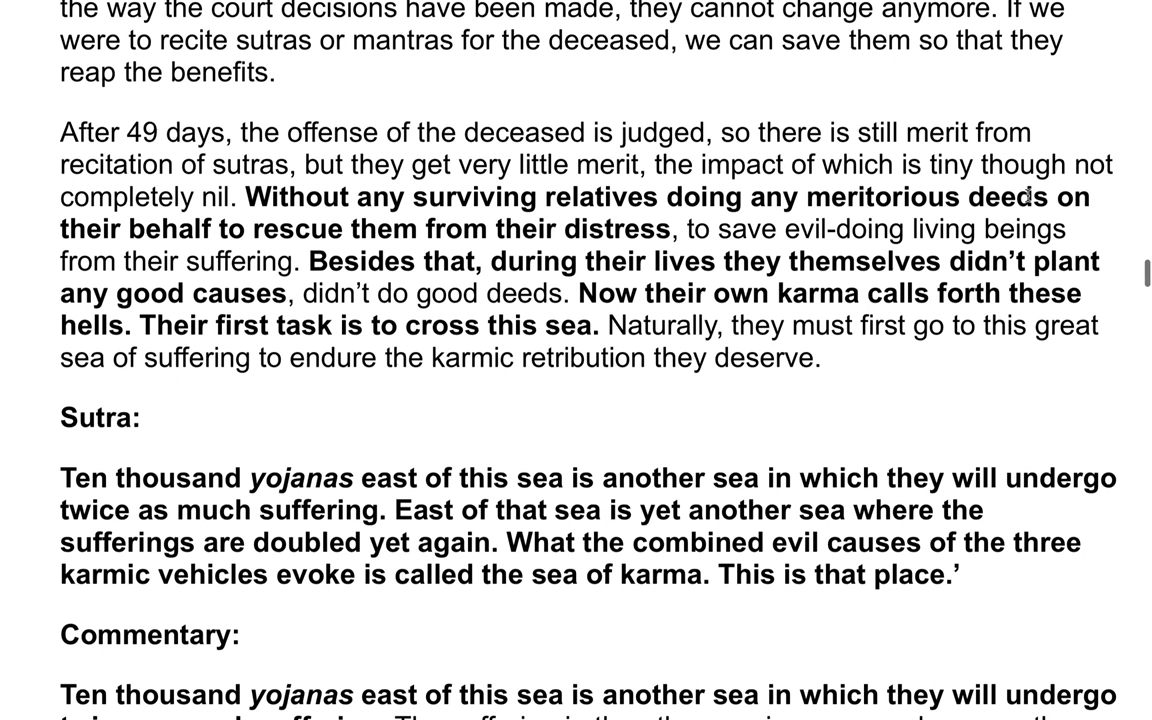 the way the court decisions have been made, they cannot change anymore. If we
were to recite sutras or mantras for the deceased, we can save them so that they
reap the benefits.
After 49 days, the offense of the deceased is judged, so there is still merit from
recitation of sutras, but they get very little merit, the impact of which is tiny though not
completely nil. Without any surviving relatives doing any meritorious deeds on
their behalf to rescue them from their distress, to save evil-doing living beings
from their suffering. Besides that, during their lives they themselves didn’t plant
any good causes, didn’t do good deeds. Now their own karma calls forth these
hells. Their first task is to cross this sea. Naturally, they must first go to this great
sea of suffering to endure the karmic retribution they deserve.
Sutra:
Ten thousand yojanas east of this sea is another sea in which they will undergo
twice as much suffering. East of that sea is yet another sea where the
sufferings are doubled yet again. What the combined evil causes of the three
karmic vehicles evoke is called the sea of karma. This is that place.’
Commentary:
Ten thousand yojanas east of this sea is another sea in which they will undergo